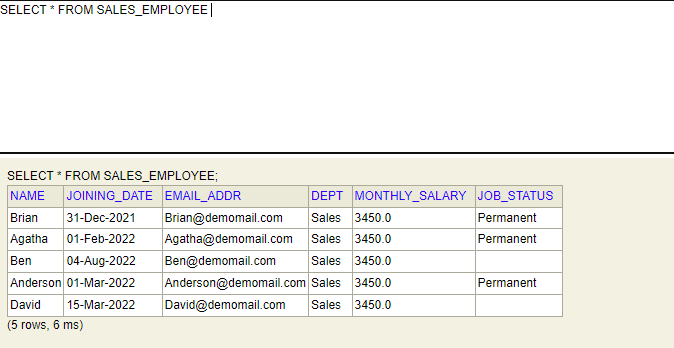 SELECT * FROM SALES_EMPLOYEE
SELECT * FROM SALES_EMPLOYEE;
NAME JOINING_DATE EMAIL_ADDR DEPT MONTHLY_SALARY JOB_STATUS
Brian 31-Dec-2021 Brian@demomail.com Sales 3450.0 Permanent
Agatha 01-Feb-2022 Agatha@demomail.com Sales 3450.0 Permanent
Ben 04-Aug-2022 Ben@demomail.com Sales 3450.0
Anderson 01-Mar-2022 Anderson@demomail.com Sales 3450.0 Permanent
David 15-Mar-2022 David@demomail.com Sales 3450.0
(5 rows, 6 ms)